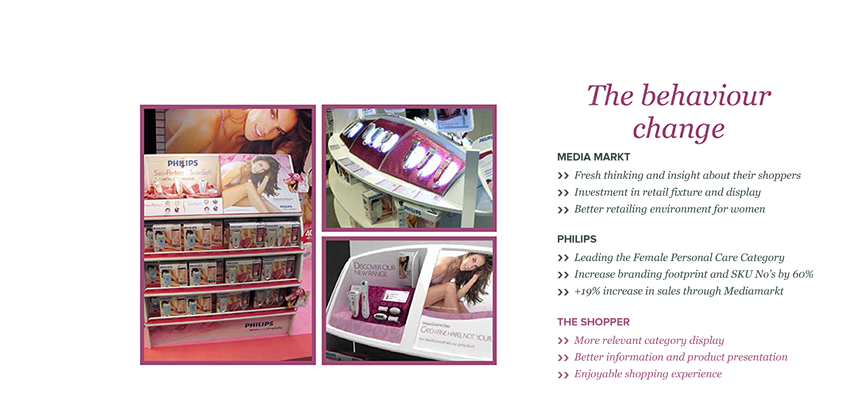 The behaviour
change
MEDIA MARKT
›› Fresh thinking and insight about their shoppers
›› Investment in retail fixture and display
›› Better retailing environment for women
PHILIPS
›› Leading the Female Personal Care Category
›› Increase branding footprint and SKU No's by 60%
›› +19% increase in sales through Mediamarkt
THE SHOPPER
›› More relevant category display
›› Better information and product presentation
›› Enjoyable shopping experience
PHILIPS
SatinPerfect SatinSoft
PHILIPS
DISCOVER OUR
NEW RANGE
CATCH FINE HAIRS NOT YOUR